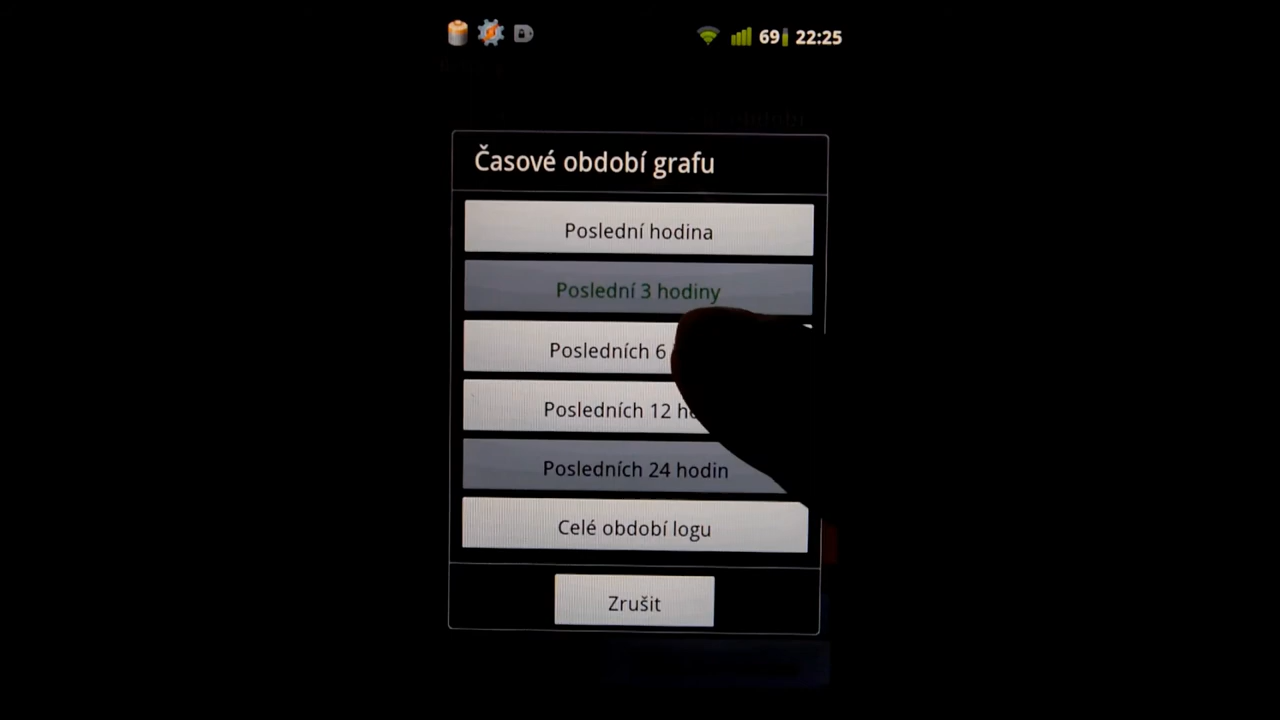 69 22:25
Časové období grafu
Poslední hodina
Poslední 3 hodiny
Posledních 6
Posledních 12
Posledních 24 hodin
Celé období logu
Zrušit